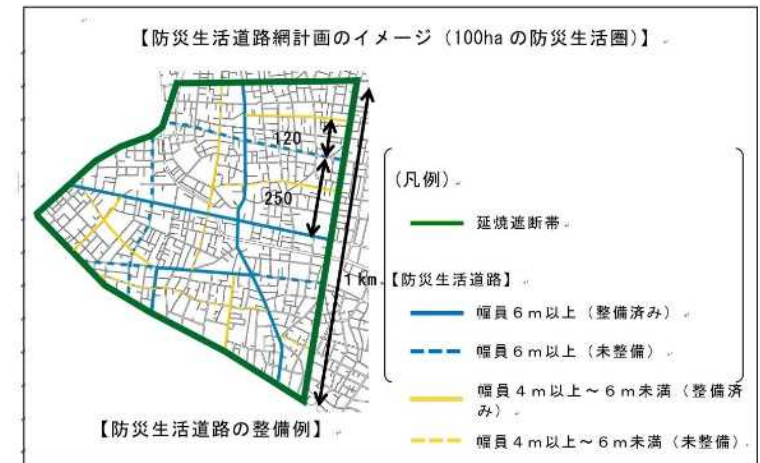 【防災生活道路網計画のイメージ（100ha の防災生活圏）】
120
250
1km
（凡例）
延焼遮断帯
【防災生活道路】
幅員６ｍ以上（整備済み）
幅員６ｍ以上（未整備）
幅員４ｍ以上～６ｍ未満（整備済
み）
幅員４ｍ以上～６ｍ未満（未整備）
【防災生活道路の整備例】